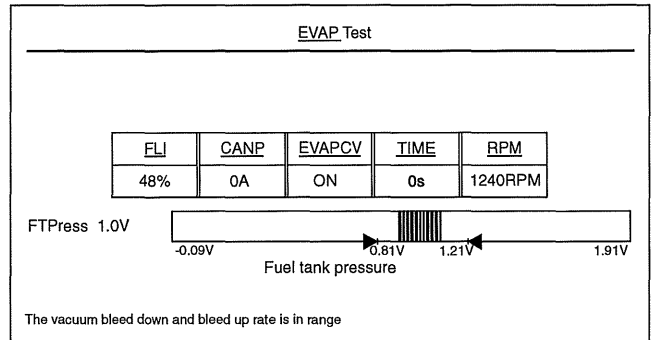 EVAP Test
FLI CANP EVAPCV TIME RPM
48% 0A ON 0s 1240RPM
FTPress 1.0V
-0.09V 0.81V 1.21V 1.91V
Fuel tank pressure
The vacuum bleed down and bleed up rate is in range